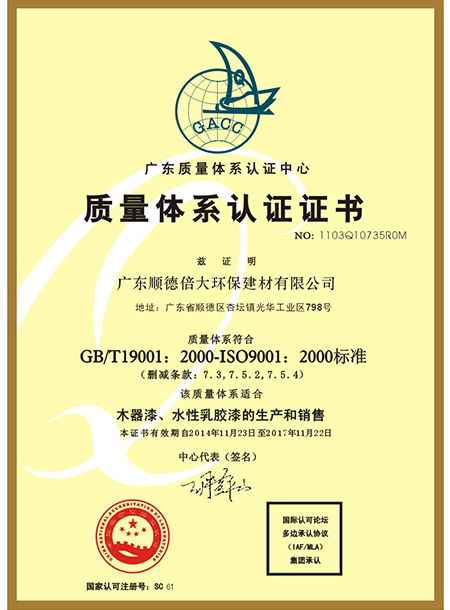 GACC
广东质量体系认证中心
质量体系认证证书
NO: 1103Q10735R0M
兹 证 明
广东顺德倍大环保建材有限公司
地址：广东省顺德区杏坛镇光华工业区798号
质量体系符合
GB/T19001：2000-ISO9001：2000标准
（删减条款：7.3,7.5.2,7.5.4）
该质量体系适合
木器漆、水性乳胶漆的生产和销售
本证书有效期自2014年11月23日至2017年11月22日
中心代表（签名）
国际认可论坛
多边承认协议
（IAF/MLA）
集团承认
国家认可注册号：SC 61